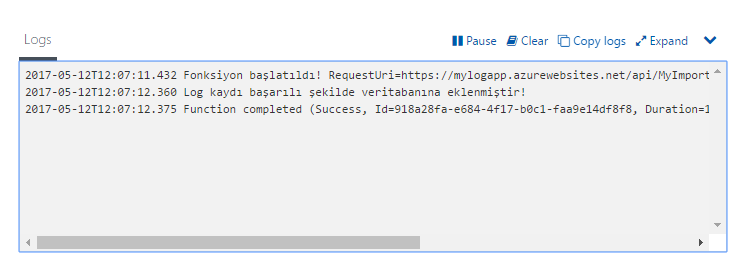 Logs
Pause Clear Copy logs Expand
2017-05-12T12:07:11.432 Fonksiyon başlatıldı! RequestUri=https://mylogapp.azurewebsites.net/api/MyImport
2017-05-12T12:07:12.360 Log kaydı başarılı şekilde veritabanına eklenmiştir!
2017-05-12T12:07:12.375 Function completed (Success, Id=918a28fa-e684-4f17-b0c1-faa9e14df8f8, Duration=1